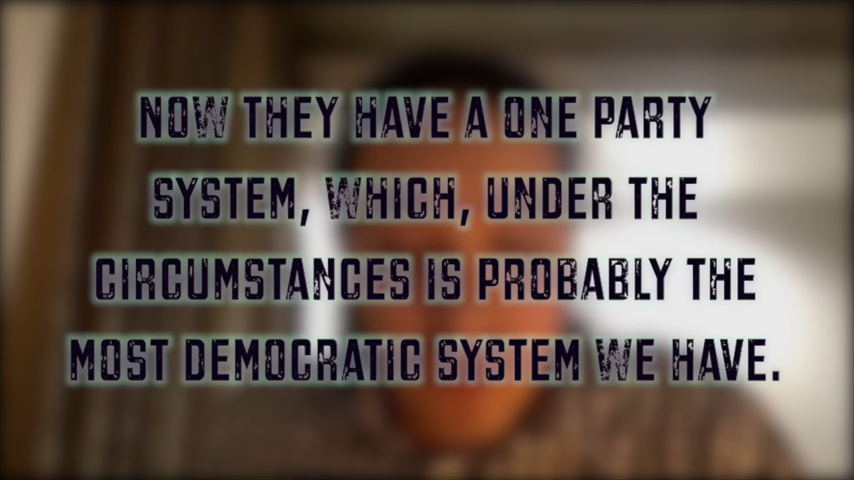 NOW THEY HAVE A ONE PARTY
SYSTEM, WHICH, UNDER THE
CIRCUMSTANCES IS PROBABLY THE
MOST DEMOCRATIC SYSTEM WE HAVE.